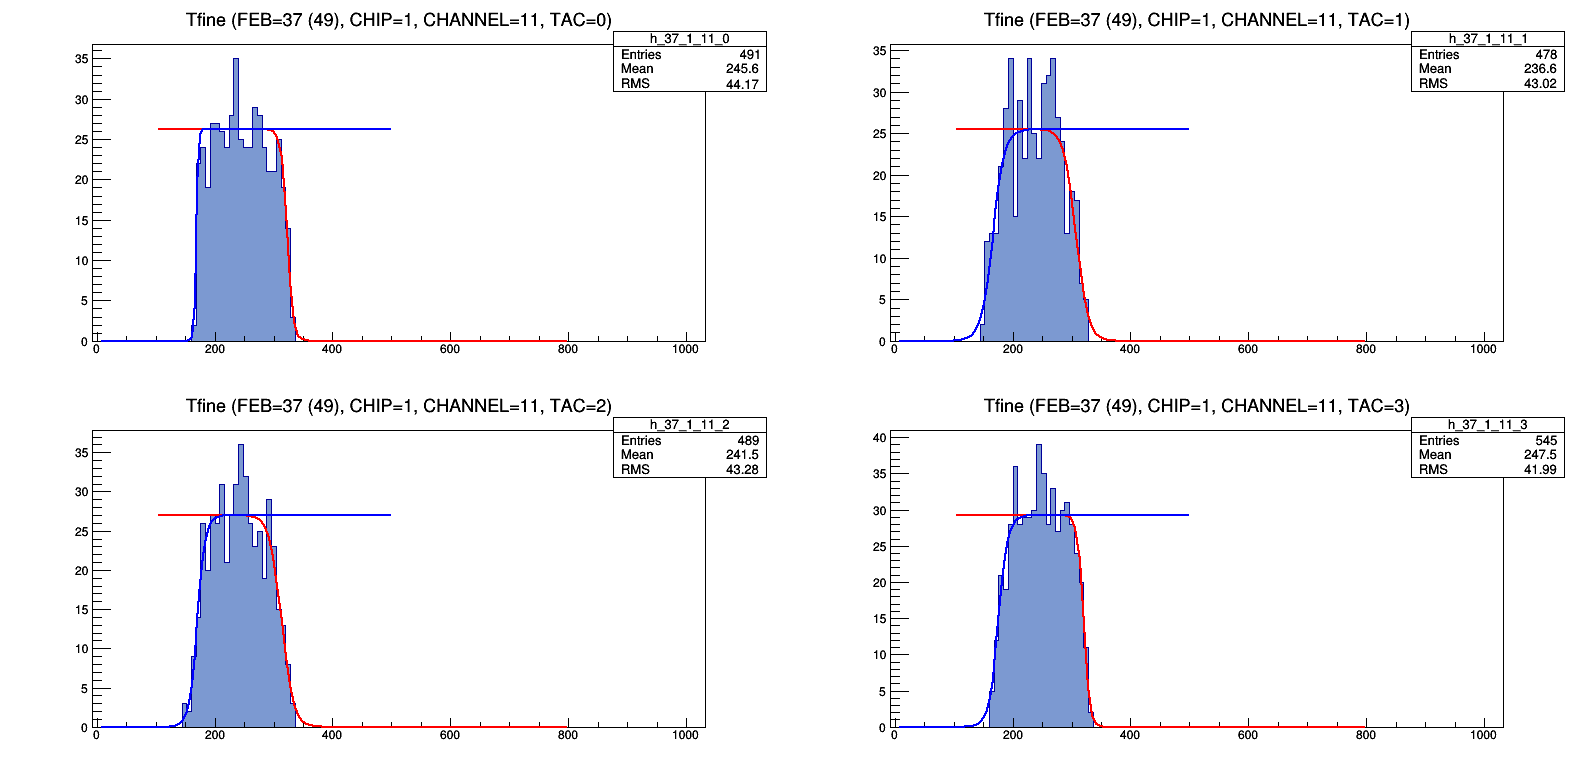 Tfine (FEB=37 (49), CHIP=1, CHANNEL=11, TAC=0)
h_37_1_11_0
Entries 491
Mean 245.6
RMS 44.17
35
30
25
20
15
10
5
0
0 200 400 600 800 1000
Tfine (FEB=37 (49), CHIP=1, CHANNEL=11, TAC=1)
h_37_1_11_1
Entries 478
Mean 236.6
RMS 43.02
35
30
25
20
15
10
5
0
0 200 400 600 800 1000
Tfine (FEB=37 (49), CHIP=1, CHANNEL=11, TAC=2)
h_37_1_11_2
Entries 489
Mean 241.5
RMS 43.28
35
30
25
20
15
10
5
0
0 200 400 600 800 1000
Tfine (FEB=37 (49), CHIP=1, CHANNEL=11, TAC=3)
h_37_1_11_3
Entries 545
Mean 247.5
RMS 41.99
40
35
30
25
20
15
10
5
0
0 200 400 600 800 1000